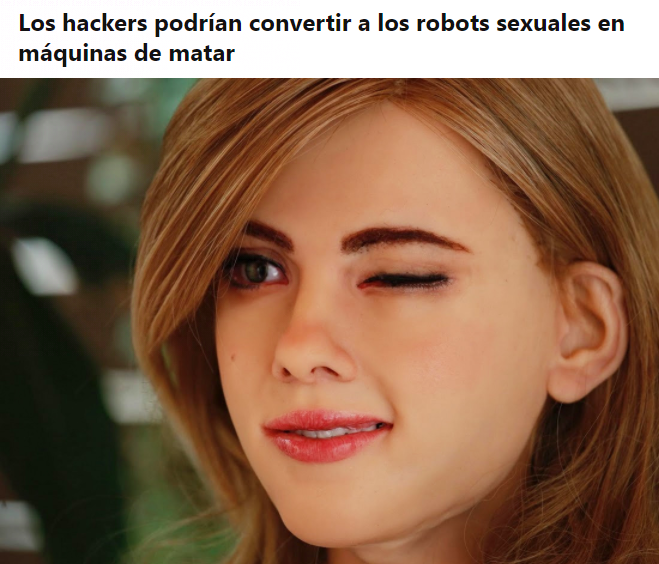 Los hackers podrían convertir a los robots sexuales en
máquinas de matar